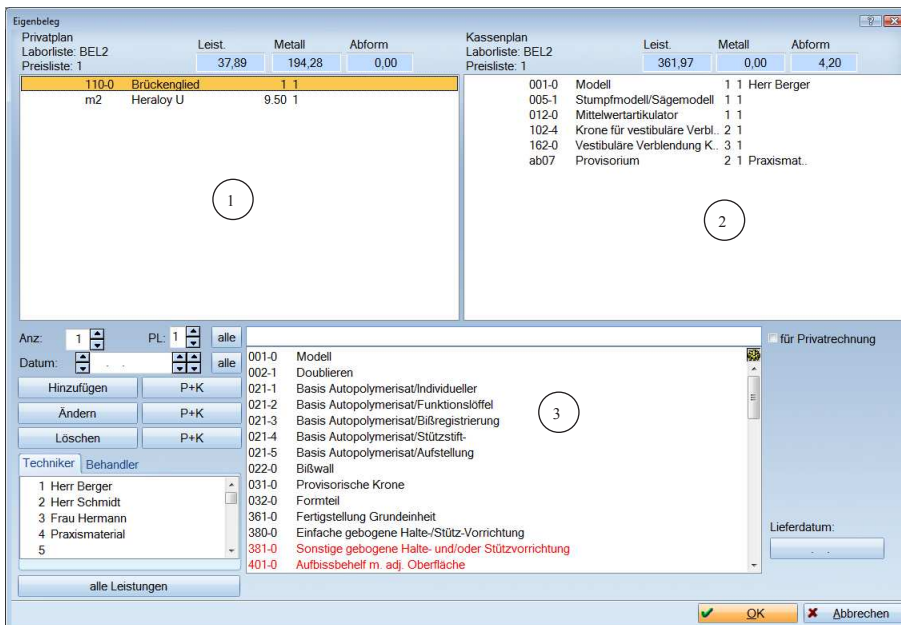 Eigenbeleg
Privatplan
Laborliste: BEL2
Preisliste: 1
Leist. Metall Abform
37,89 194,28 0,00
110-0 Brückenglied 1 1
m2 Heraloy U 9.50 1
1
Kassenplan
Laborliste: BEL2
Preisliste: 1
Leist. Metall Abform
361,97 0,00 4,20
001-0 Modell 1 1 Herr Berger
005-1 Stumpfmodell/Sägemodell 1 1
012-0 Mittelwertartikulator 1 1
102-4 Krone für vestibuläre Verbl.. 2 1
162-0 Vestibuläre Verblendung K.. 3 1
ab07 Provisorium 2 1 Praxismat..
2
Anz: 1 PL: 1 alle
Datum: . . alle
Hinzufügen P+K
Ändern P+K
Löschen P+K
Techniker Behandler
1 Herr Berger
2 Herr Schmidt
3 Frau Hermann
4 Praxismaterial
5
alle Leistungen
001-0 Modell
002-1 Doublieren
021-1 Basis Autopolymerisat/Individueller
021-2 Basis Autopolymerisat/Funktionslöffel
021-3 Basis Autopolymerisat/Bißregistrierung
021-4 Basis Autopolymerisat/Stützstift-
021-5 Basis Autopolymerisat/Aufstellung
022-0 Bißwall
031-0 Provisorische Krone
032-0 Formteil
361-0 Fertigstellung Grundeinheit
380-0 Einfache gebogene Halte-/Stütz-Vorrichtung
381-0 Sonstige gebogene Halte- und/oder Stützvorrichtung
401-0 Aufbissbehelf m. adj. Oberfläche
3
für Privatrechnung
Lieferdatum:
. .
OK Abbrechen